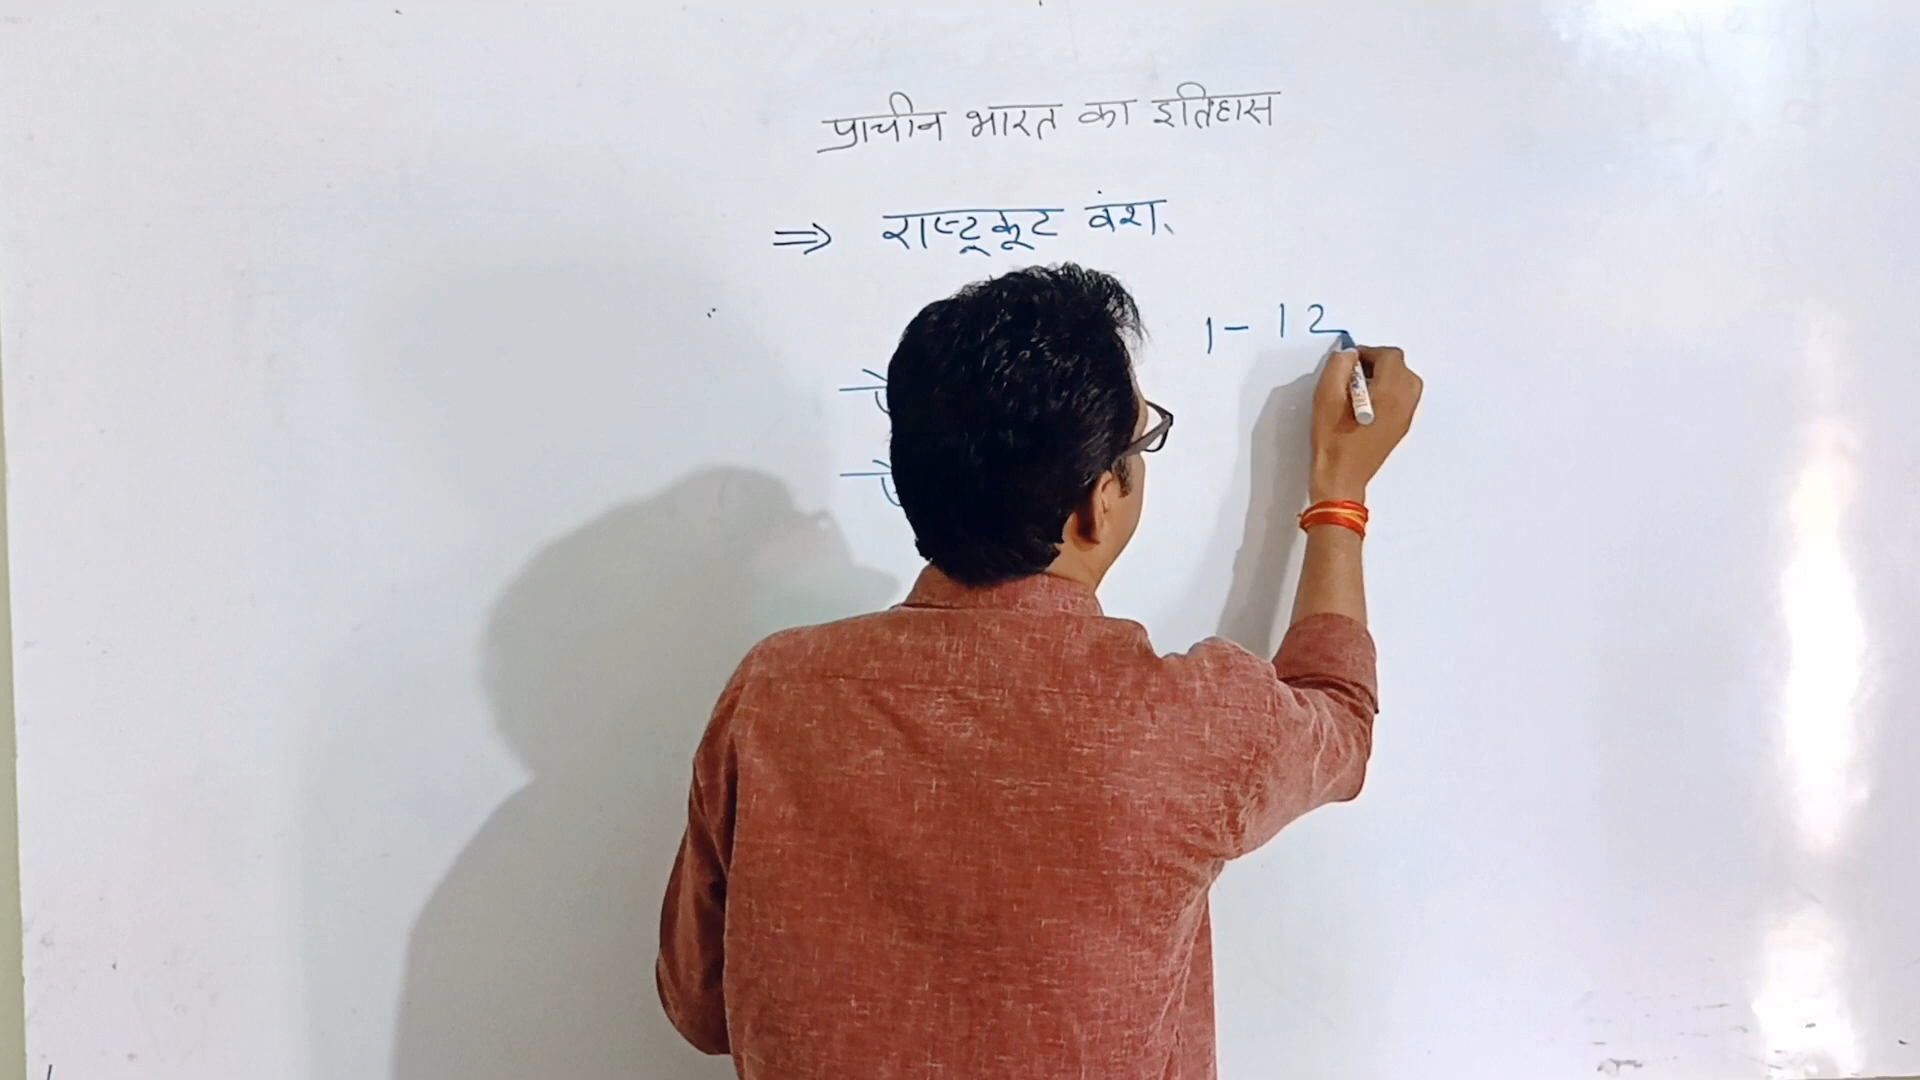 प्राचीन भारत का इतिहास
⇒ राष्ट्रकूट वंश
1- 12